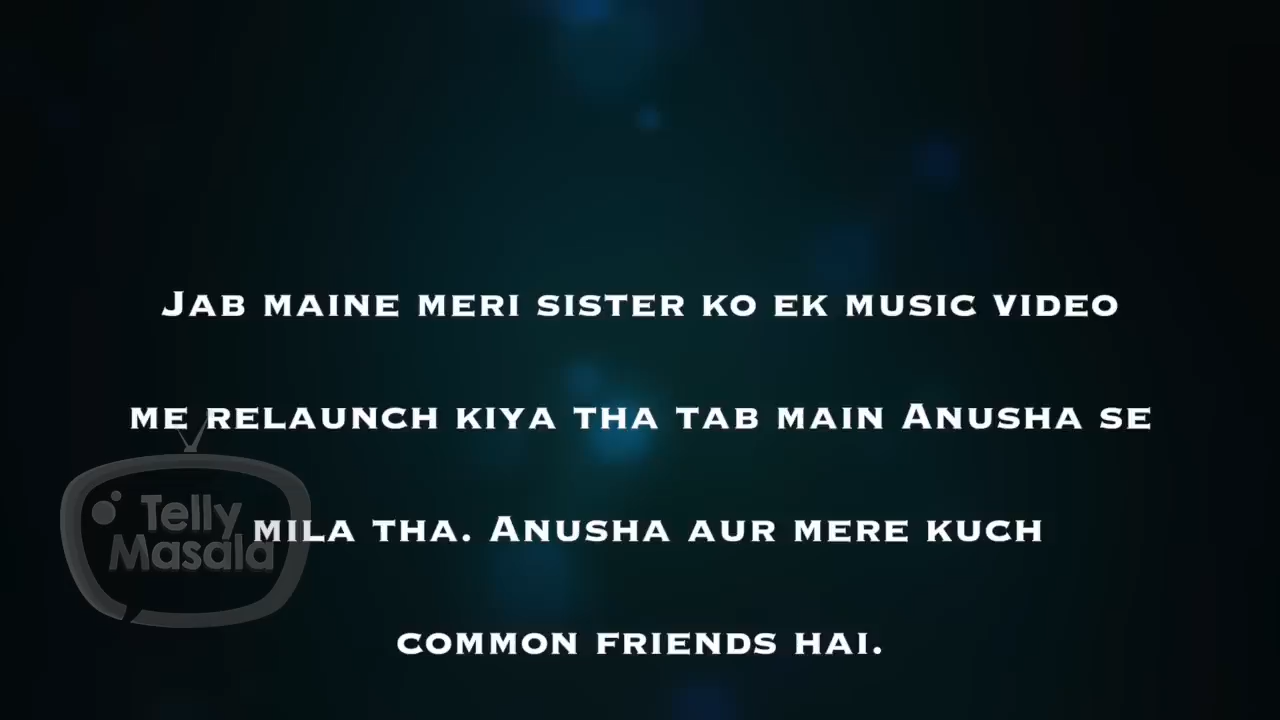 Jab maine meri sister ko ek music video
me relaunch kiya tha tab main Anusha se
mila tha. Anusha aur mere kuch
common friends hai.
Telly
Masala